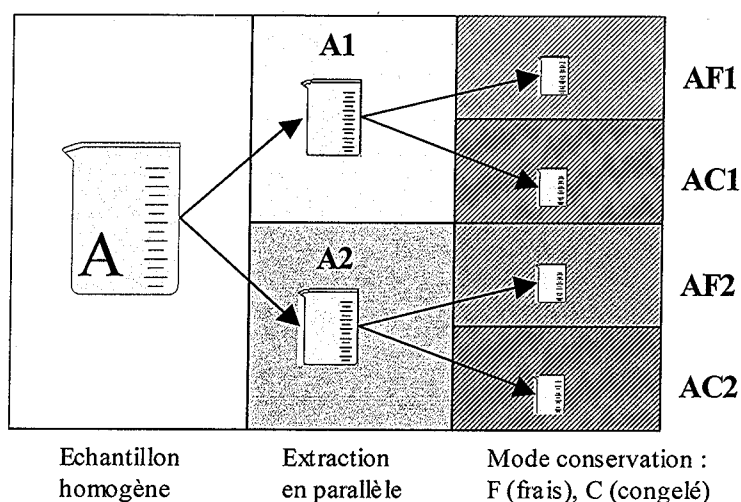 A1
AF1
AC1
A
A2
AF2
AC2
Echantillon
homogène
Extraction
en parallèle
Mode conservation :
F (frais), C (congelé)